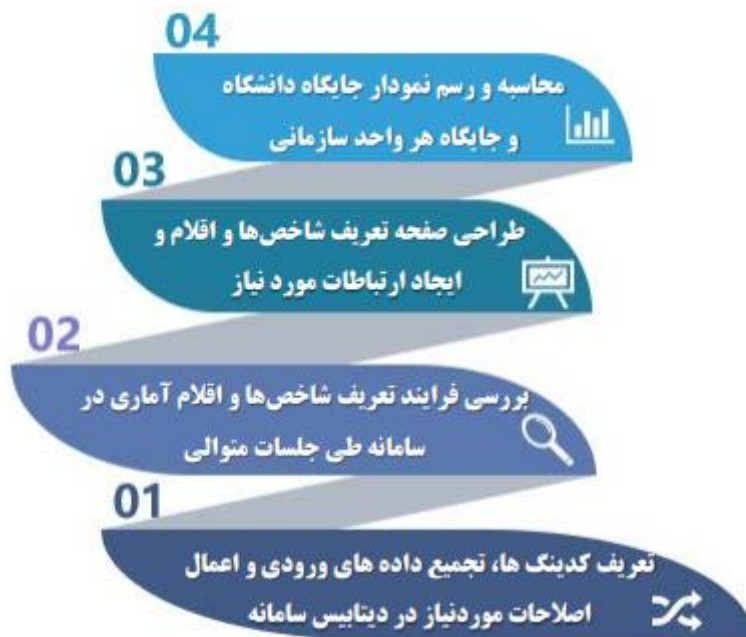 04
محاسبه و رسم نمودار جایگاه دانشگاه
و جایگاه هر واحد سازمانی
03
طراحی صفحه تعریف شاخص‌ها و اقلام و
ایجاد ارتباطات مورد نیاز
02
بررسی فرایند تعریف شاخص‌ها و اقلام آماری در
سامانه طی جلسات متوالی
01
تعریف کدینگ ها، تجمیع داده های ورودی و اعمال
اصلاحات موردنیاز در دیتابیس سامانه